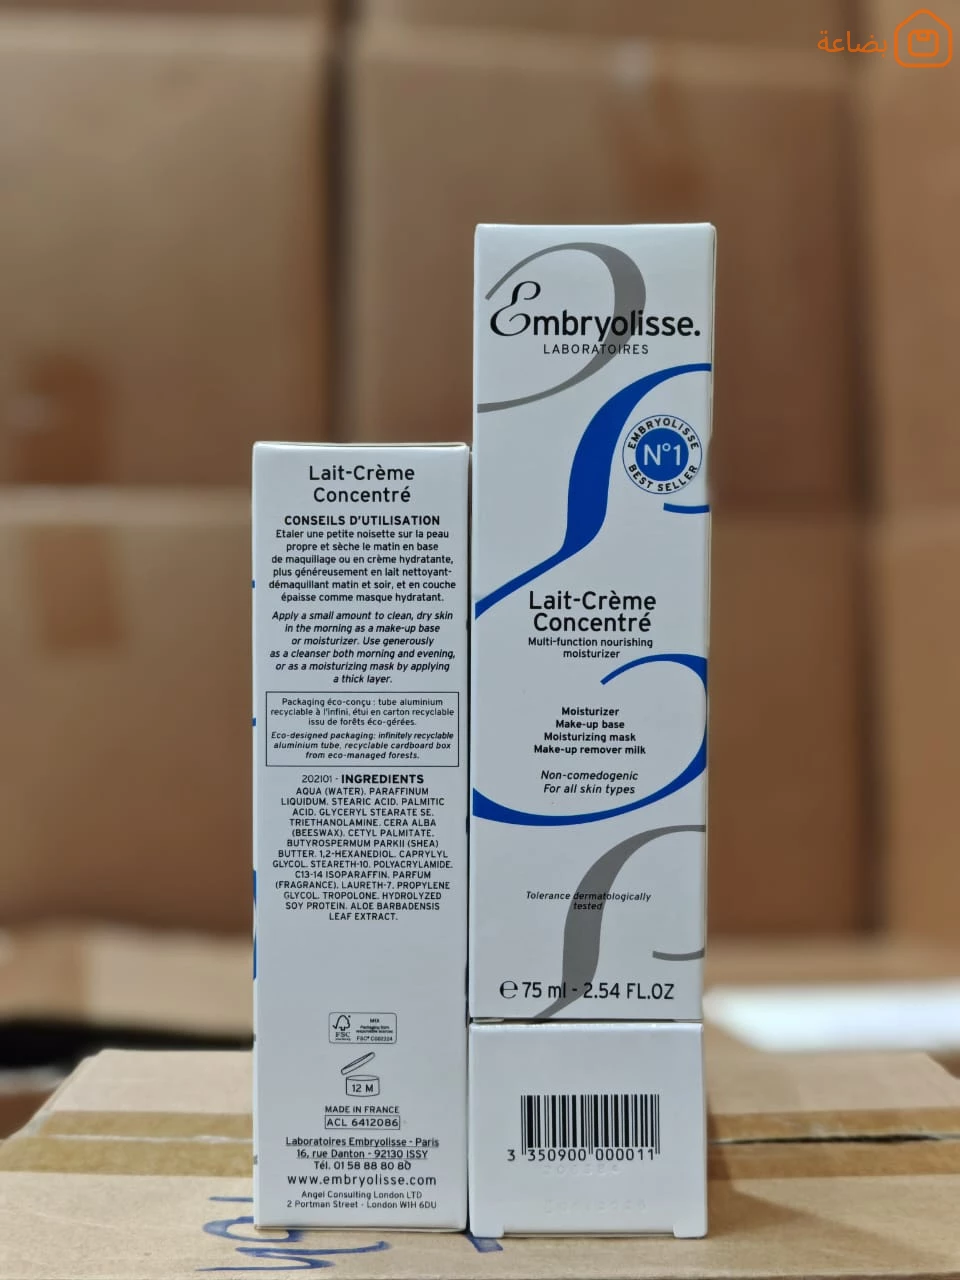 بضاعة
Lait-Crème
Concentré
CONSEILS D'UTILISATION
Etaler une petite noisette sur la peau
propre et sèche le matin en base
de maquillage ou en crème hydratante,
plus généreusement en lait nettoyant-
démaquillant matin et soir, et en couche
épaisse comme masque hydratant.
Apply a small amount to clean, dry skin
in the morning as a make-up base
or moisturizer. Use generously
as a cleanser both morning and evening,
or as a moisturizing mask by applying
a thick layer.
Packaging éco-conçu : tube aluminium
recyclable à l'infini, étui en carton recyclable
issu de forêts éco-gérées.
Eco-designed packaging: infinitely recyclable
aluminium tube, recyclable cardboard box
from eco-managed forests.
202101 - INGREDIENTS
AQUA (WATER). PARAFFINUM
LIQUIDUM. STEARIC ACID. PALMITIC
ACID. GLYCERYL STEARATE SE.
TRIETHANOLAMINE. CERA ALBA
(BEESWAX). CETYL PALMITATE.
BUTYROSPERMUM PARKII (SHEA)
BUTTER. 1,2-HEXANEDIOL. CAPRYLYL
GLYCOL. STEARETH-10. POLYACRYLAMIDE.
C13-14 ISOPARAFFIN. PARFUM
(FRAGRANCE). LAURETH-7. PROPYLENE
GLYCOL. TROPOLONE. HYDROLYZED
SOY PROTEIN. ALOE BARBADENSIS
LEAF EXTRACT.
FSC
MIX
Packaging from
responsible sources
FSC® C022224
12 M
MADE IN FRANCE
ACL 6412086
Laboratoires Embryolisse - Paris
16, rue Danton - 92130 ISSY
Tél. 01 58 88 80 80
www.embryolisse.com
Angel Consulting London LTD
2 Portman Street - London W1H 6DU
Embryolisse.
LABORATOIRES
EMBRYOLISSE
N°1
BEST SELLER
Lait-Crème
Concentré
Multi-function nourishing
moisturizer
Moisturizer
Make-up base
Moisturizing mask
Make-up remover milk
Non-comedogenic
For all skin types
Tolerance dermatologically
tested
℮ 75 ml - 2.54 FL.OZ
3 350900 000011